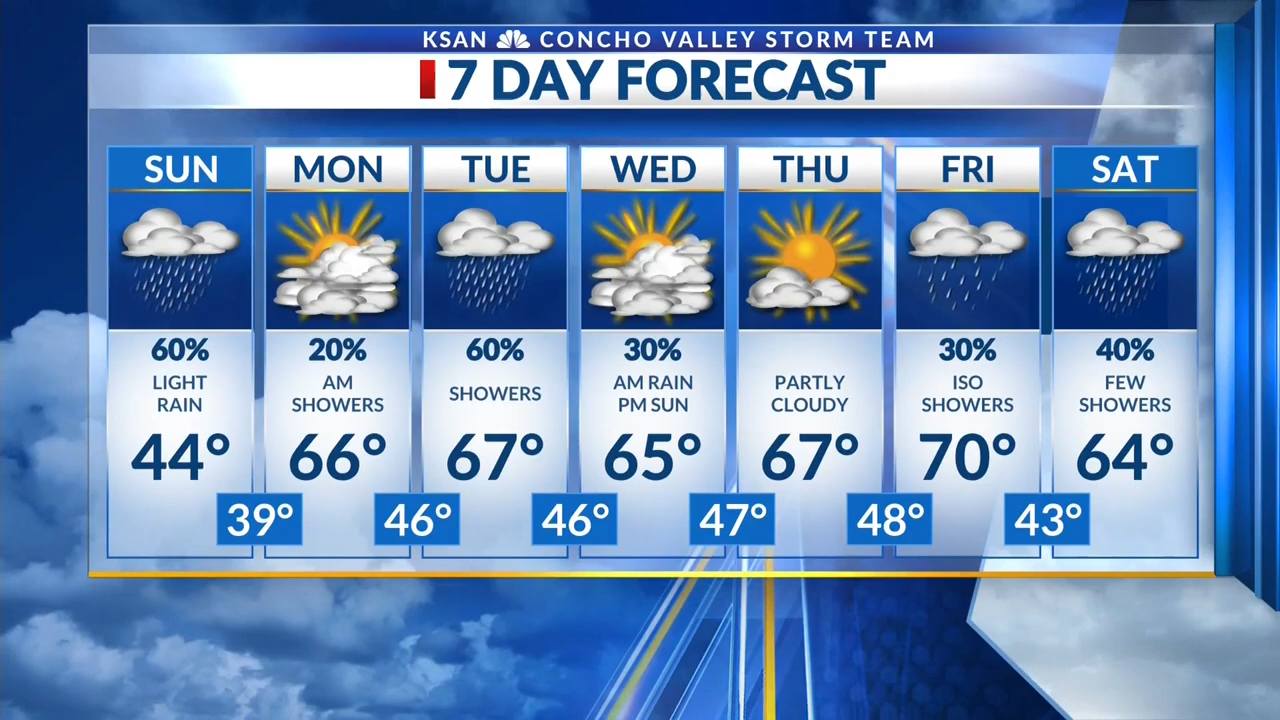 KSAN CONCHO VALLEY STORM TEAM
7 DAY FORECAST
SUN MON TUE WED THU FRI SAT
60% 20% 60% 30% 30% 40%
LIGHT AM SHOWERS AM RAIN PARTLY ISO FEW
RAIN SHOWERS PM SUN CLOUDY SHOWERS SHOWERS
44° 66° 67° 65° 67° 70° 64°
39° 46° 46° 47° 48° 43°